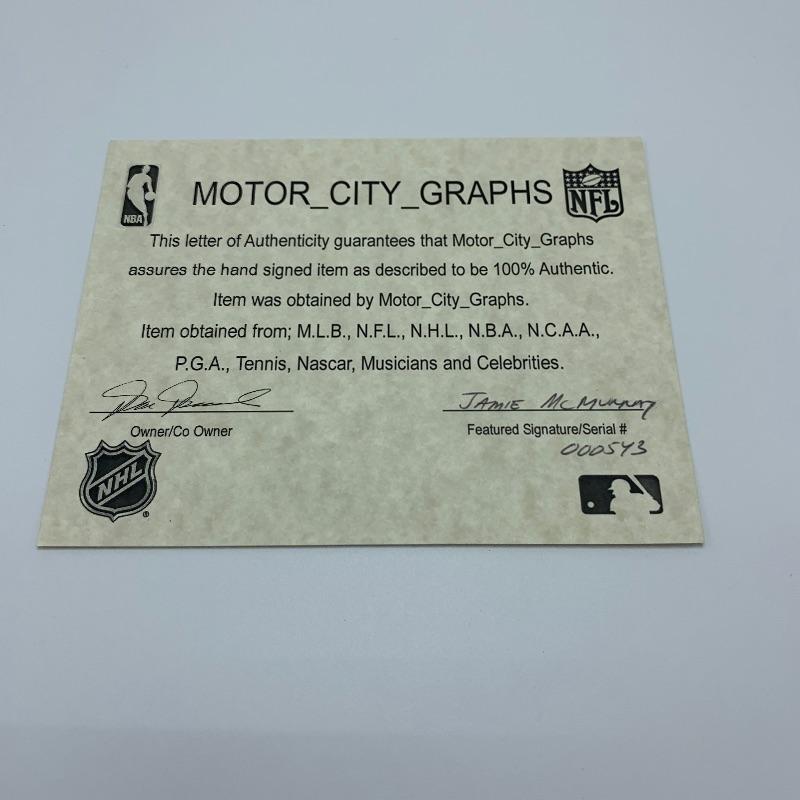 MOTOR_CITY_GRAPHS
NBA
NFL
This letter of Authenticity guarantees that Motor_City_Graphs
assures the hand signed item as described to be 100% Authentic.
Item was obtained by Motor_City_Graphs.
Item obtained from; M.L.B., N.F.L., N.H.L., N.B.A., N.C.A.A.,
P.G.A., Tennis, Nascar, Musicians and Celebrities.
JAMIE MCMURRAY
Owner/Co Owner
Featured Signature/Serial #
000543
NHL
®